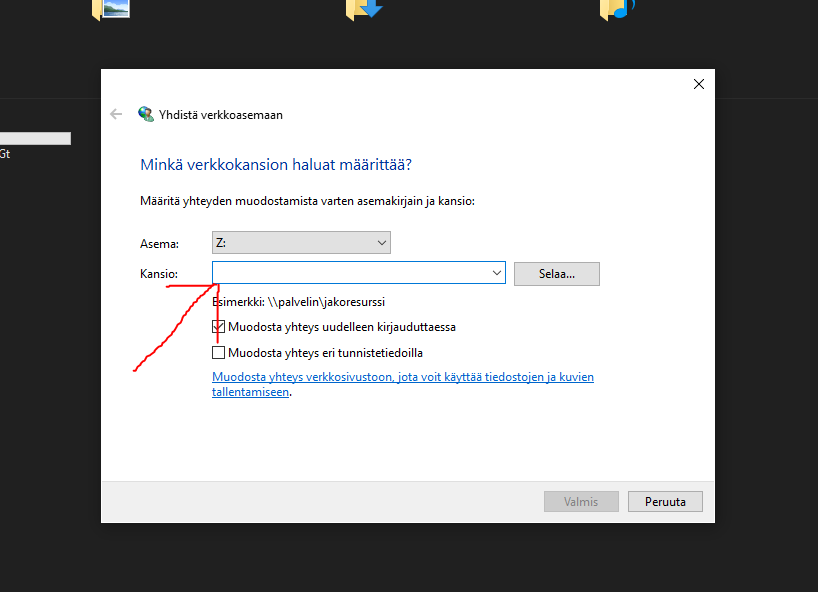 Yhdistä verkkoasemaan
Gt
Minkä verkkokansion haluat määrittää?
Määritä yhteyden muodostamista varten asemakirjain ja kansio:
Asema: Z:
Kansio: Selaa...
Esimerkki: \\palvelin\jakoresurssi
Muodosta yhteys uudelleen kirjauduttaessa
Muodosta yhteys eri tunnistetiedoilla
Muodosta yhteys verkkosivustoon, jota voit käyttää tiedostojen ja kuvien
tallentamiseen.
Valmis Peruuta